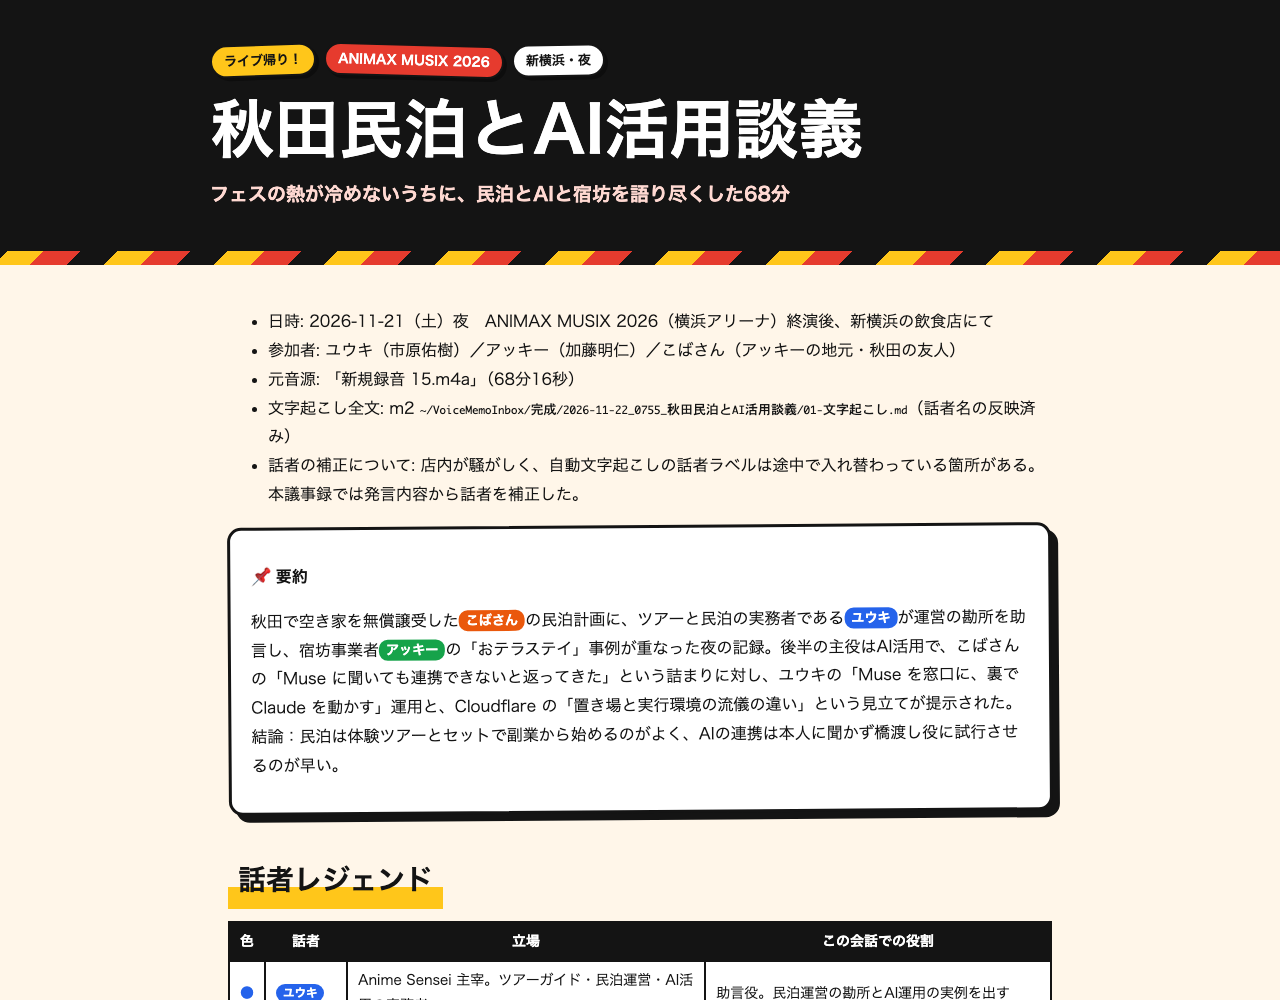 ライブ帰り！ ANIMAX MUSIX 2026 新横浜・夜
秋田民泊とAI活用談義
フェスの熱が冷めないうちに、民泊とAIと宿坊を語り尽くした68分
• 日時: 2026-11-21（土）夜　ANIMAX MUSIX 2026（横浜アリーナ）終演後、新横浜の飲食店にて
• 参加者: ユウキ（市原佑樹）／アッキー（加藤明仁）／こばさん（アッキーの地元・秋田の友人）
• 元音源: 「新規録音 15.m4a」（68分16秒）
• 文字起こし全文: m2 ~/VoiceMemoInbox/完成/2026-11-22_0755_秋田民泊とAI活用談義/01-文字起こし.md（話者名の反映済
み）
• 話者の補正について: 店内が騒がしく、自動文字起こしの話者ラベルは途中で入れ替わっている箇所がある。
本議事録では発言内容から話者を補正した。
📌 要約
秋田で空き家を無償譲受したこばさんの民泊計画に、ツアーと民泊の実務者であるユウキが運営の勘所を助
言し、宿坊事業者アッキーの「おテラステイ」事例が重なった夜の記録。後半の主役はAI活用で、こばさん
の「Muse に聞いても連携できないと返ってきた」という詰まりに対し、ユウキの「Muse を窓口に、裏で
Claude を動かす」運用と、Cloudflare の「置き場と実行環境の流儀の違い」という見立てが提示された。
結論：民泊は体験ツアーとセットで副業から始めるのがよく、AIの連携は本人に聞かず橋渡し役に試行させ
るのが早い。
話者レジェンド
色 話者 立場 この会話での役割
ユウキ Anime Sensei 主宰。ツアーガイド・民泊運営・AI活 助言役。民泊運営の勘所とAI運用の実例を出す